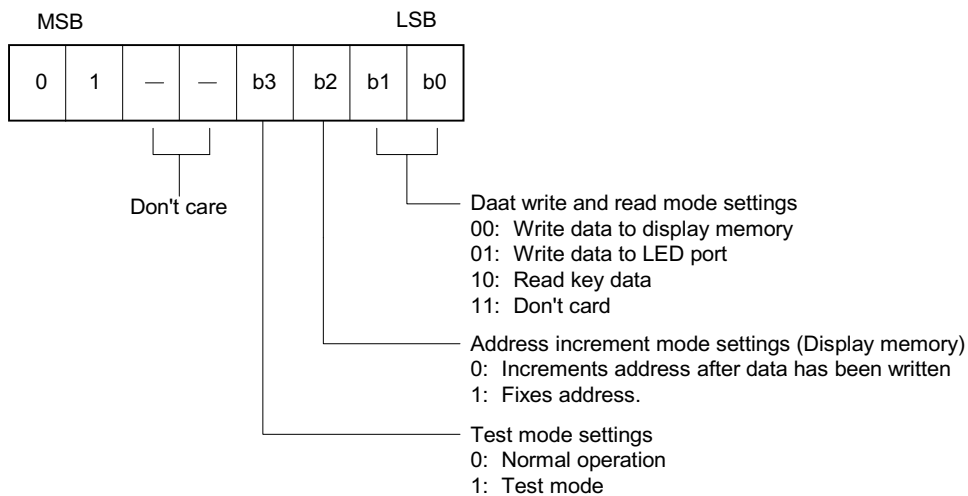 MSB LSB
0 1 — — b3 b2 b1 b0
Don't care
Daat write and read mode settings
00: Write data to display memory
01: Write data to LED port
10: Read key data
11: Don't card
Address increment mode settings (Display memory)
0: Increments address after data has been written
1: Fixes address.
Test mode settings
0: Normal operation
1: Test mode